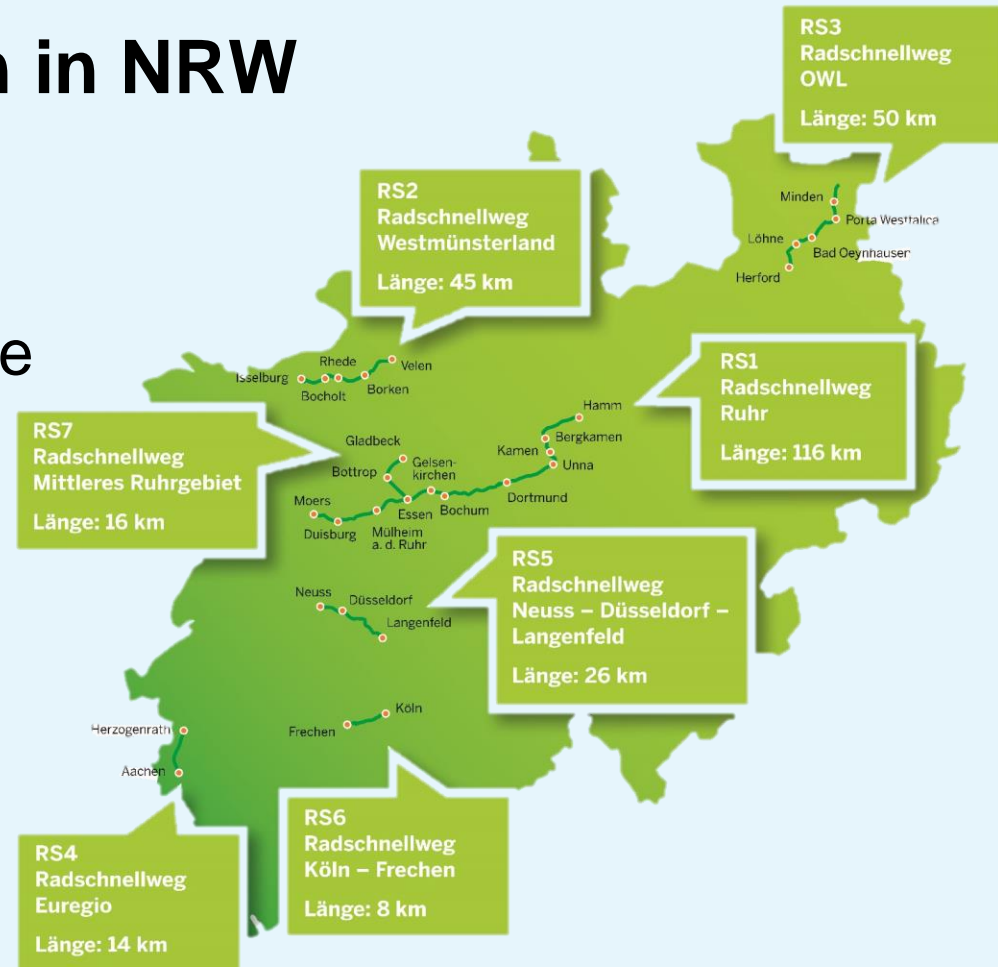 n in NRW
e
RS3
Radschnellweg
OWL
Länge: 50 km
RS2
Radschnellweg
Westmünsterland
Länge: 45 km
Minden
Porta Westfalica
Löhne
Bad Oeynhausen
Herford
RS1
Radschnellweg
Ruhr
Länge: 116 km
Rhede
Velen
Isselburg
Borken
Bocholt
RS7
Radschnellweg
Mittleres Ruhrgebiet
Länge: 16 km
Hamm
Bergkamen
Kamen
Unna
Gladbeck
Gelsen-
kirchen
Bottrop
Dortmund
Moers
Essen
Bochum
Duisburg
Mülheim
a. d. Ruhr
RS5
Radschnellweg
Neuss – Düsseldorf –
Langenfeld
Länge: 26 km
Neuss
Düsseldorf
Langenfeld
Köln
Frechen
Herzogenrath
Aachen
RS6
Radschnellweg
Köln – Frechen
Länge: 8 km
RS4
Radschnellweg
Euregio
Länge: 14 km